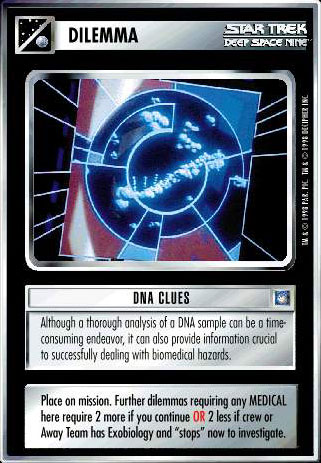 DILEMMA
STAR TREK
DEEP SPACE NINE
TM & © 1998 PAR. PIC. TM & © 1998 DECIPHER INC.
DNA CLUES
Although a thorough analysis of a DNA sample can be a time-
consuming endeavor, it can also provide information crucial
to successfully dealing with biomedical hazards.
Place on mission. Further dilemmas requiring any MEDICAL
here require 2 more if you continue OR 2 less if crew or
Away Team has Exobiology and “stops” now to investigate.